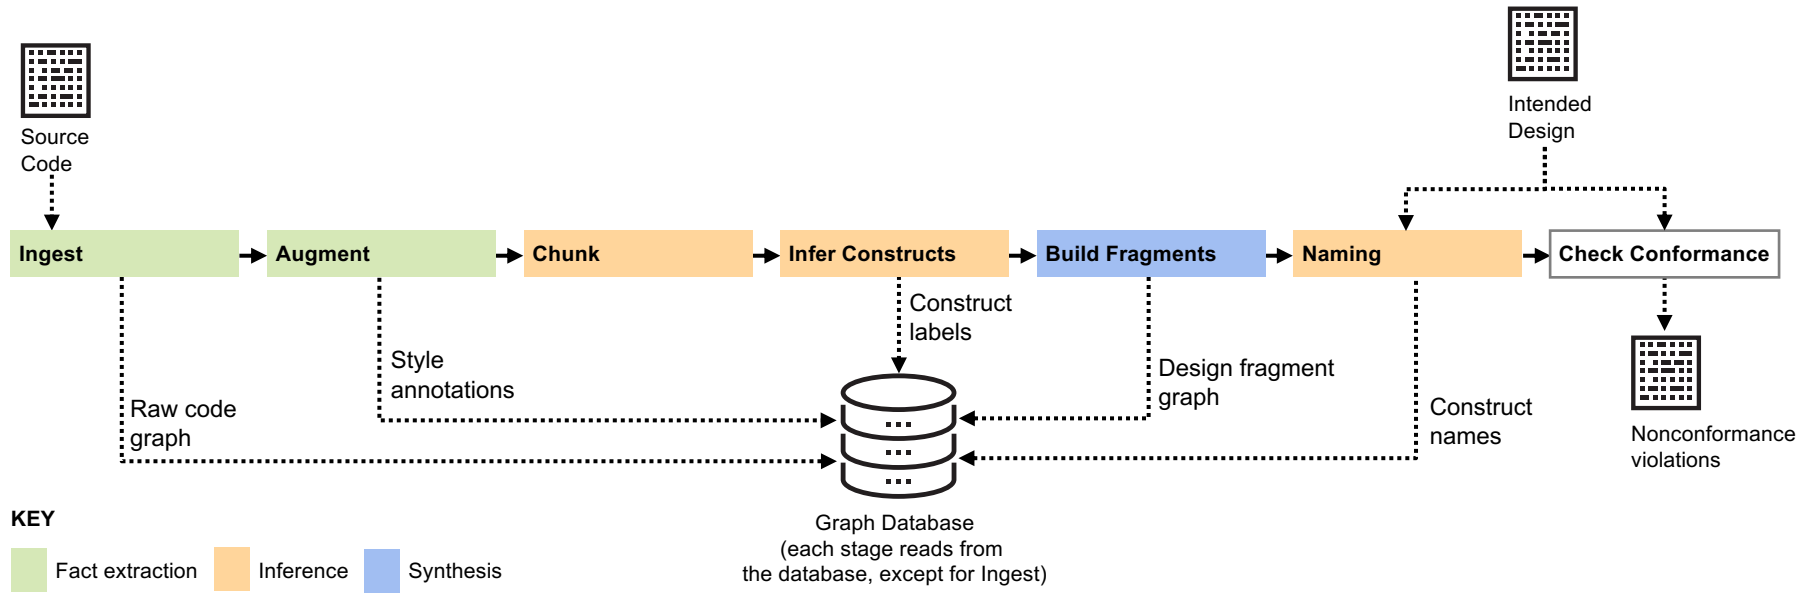 Source
Code
Intended
Design
Ingest
Augment
Chunk
Infer Constructs
Build Fragments
Naming
Check Conformance
Construct
labels
Style
annotations
Design fragment
graph
Raw code
graph
Construct
names
Nonconformance
violations
Graph Database
(each stage reads from
the database, except for Ingest)
KEY
Fact extraction
Inference
Synthesis